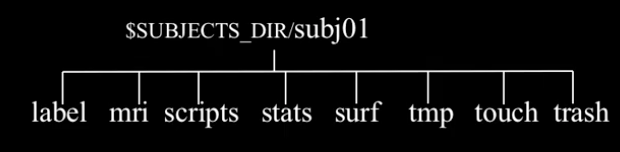 $SUBJECTS_DIR/subj01
label mri scripts stats surf tmp touch trash